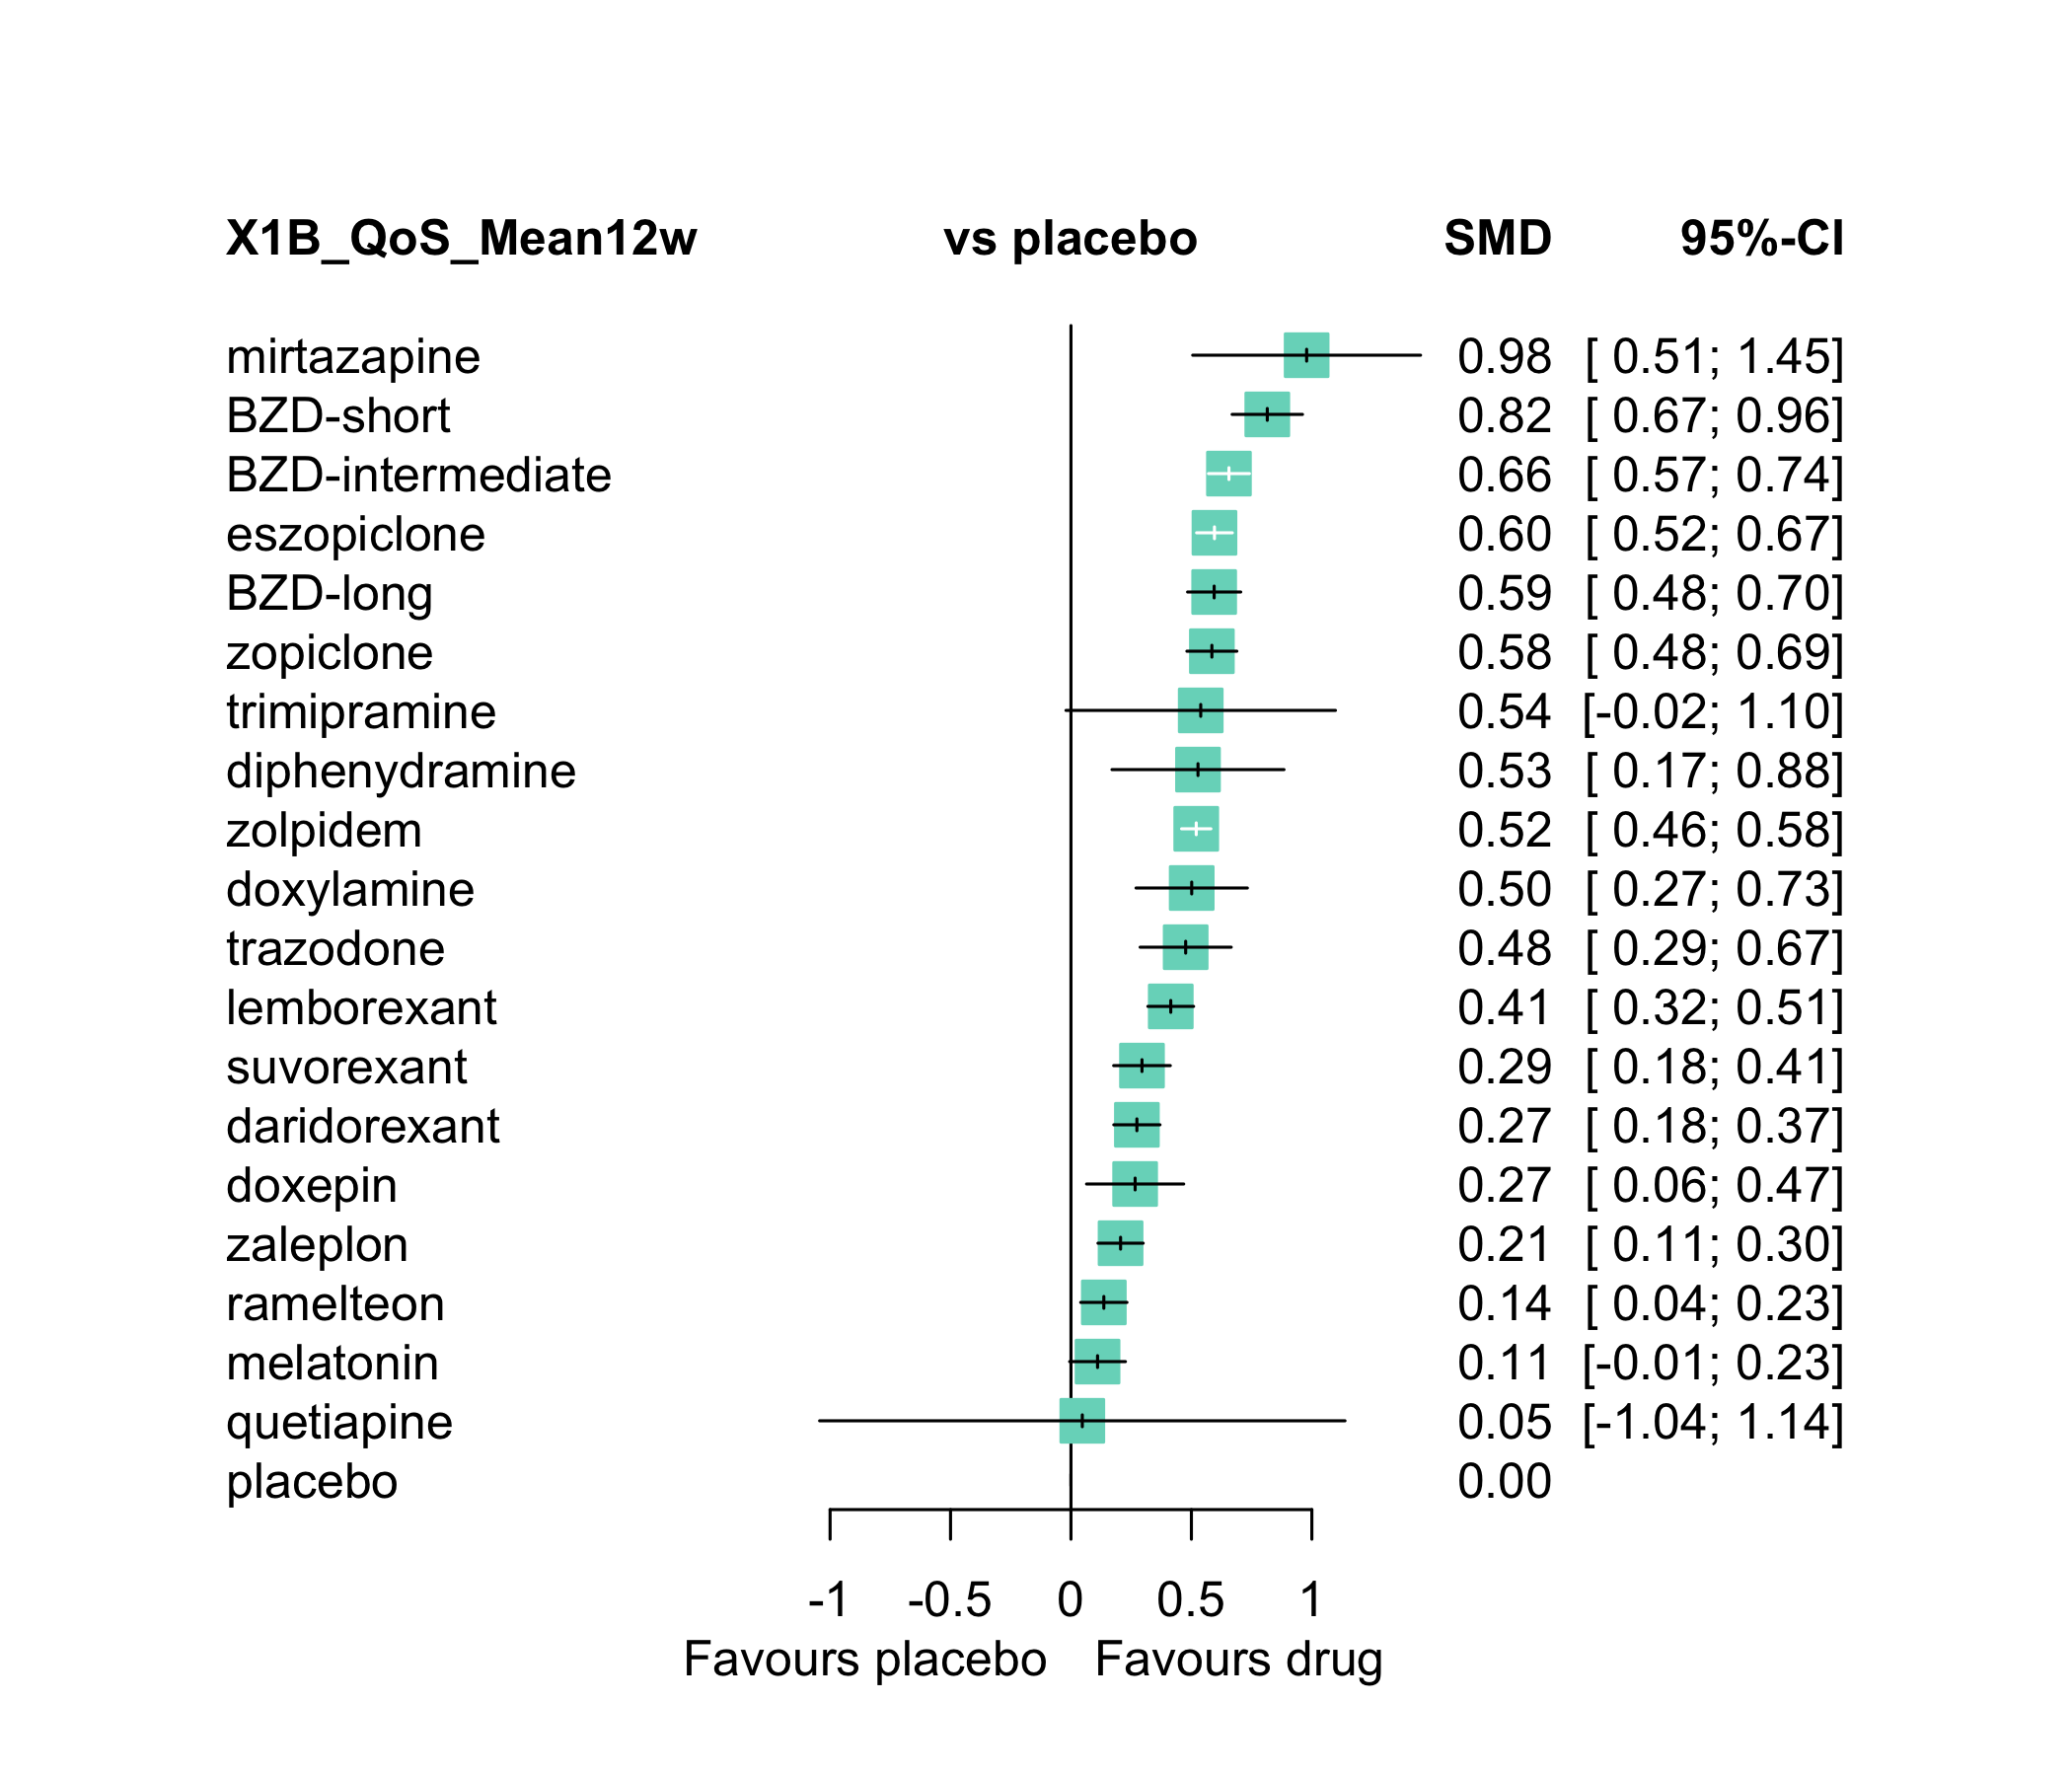 X1B_QoS_Mean12w vs placebo SMD 95%-CI
mirtazapine 0.98 [ 0.51; 1.45]
BZD-short 0.82 [ 0.67; 0.96]
BZD-intermediate 0.66 [ 0.57; 0.74]
eszopiclone 0.60 [ 0.52; 0.67]
BZD-long 0.59 [ 0.48; 0.70]
zopiclone 0.58 [ 0.48; 0.69]
trimipramine 0.54 [-0.02; 1.10]
diphenydramine 0.53 [ 0.17; 0.88]
zolpidem 0.52 [ 0.46; 0.58]
doxylamine 0.50 [ 0.27; 0.73]
trazodone 0.48 [ 0.29; 0.67]
lemborexant 0.41 [ 0.32; 0.51]
suvorexant 0.29 [ 0.18; 0.41]
daridorexant 0.27 [ 0.18; 0.37]
doxepin 0.27 [ 0.06; 0.47]
zaleplon 0.21 [ 0.11; 0.30]
ramelteon 0.14 [ 0.04; 0.23]
melatonin 0.11 [-0.01; 0.23]
quetiapine 0.05 [-1.04; 1.14]
placebo 0.00
-1 -0.5 0 0.5 1
Favours placebo Favours drug